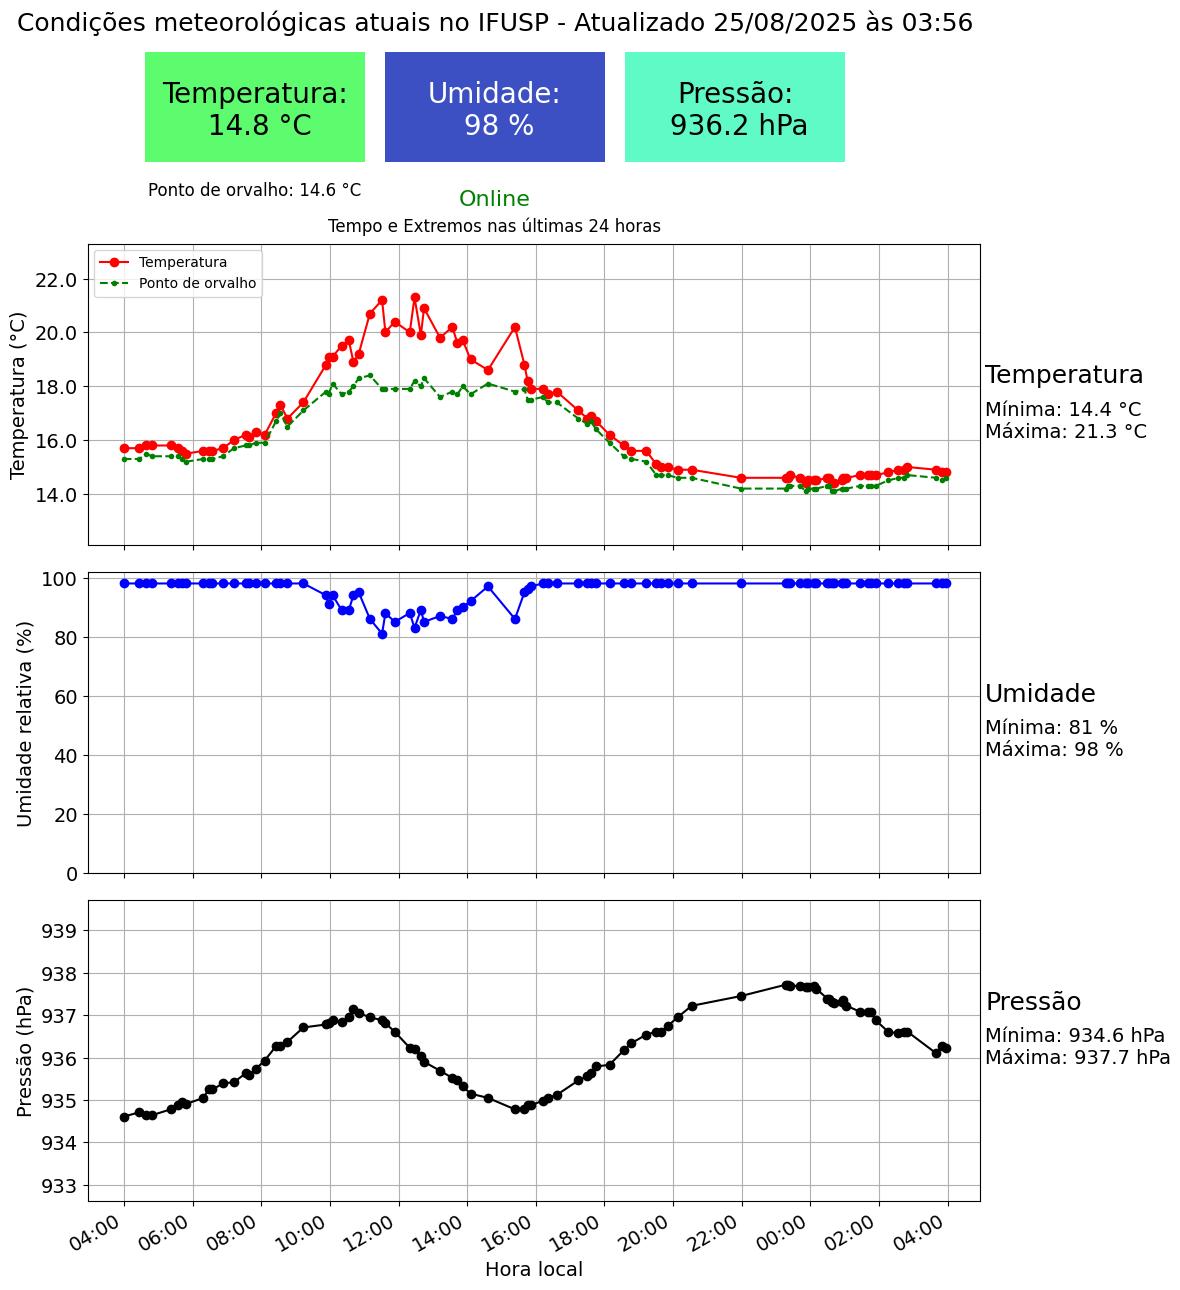 Condições meteorológicas atuais no IFUSP - Atualizado 25/08/2025 às 03:56
Temperatura:
14.8 °C
Umidade:
98 %
Pressão:
936.2 hPa
Ponto de orvalho: 14.6 °C
Online
Tempo e Extremos nas últimas 24 horas
Temperatura
Ponto de orvalho
Temperatura (°C)
22.0
20.0
18.0
16.0
14.0
Temperatura
Mínima: 14.4 °C
Máxima: 21.3 °C
Umidade relativa (%)
100
80
60
40
20
0
Umidade
Mínima: 81 %
Máxima: 98 %
Pressão (hPa)
939
938
937
936
935
934
933
Pressão
Mínima: 934.6 hPa
Máxima: 937.7 hPa
04:00
06:00
08:00
10:00
12:00
14:00
16:00
18:00
20:00
22:00
00:00
02:00
04:00
Hora local